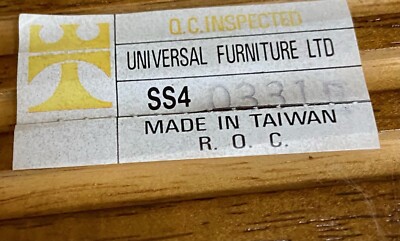 Q.C. INSPECTED
UNIVERSAL FURNITURE LTD
SS4
MADE IN TAIWAN
R. O. C.